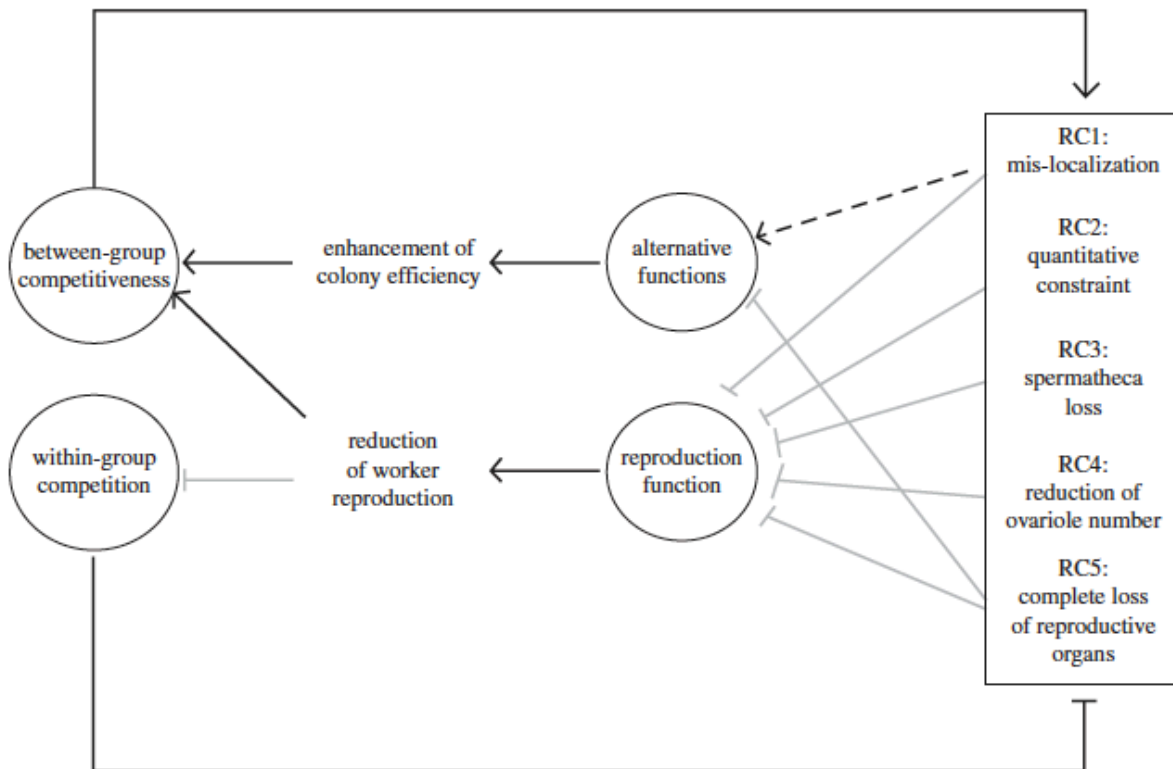 between-group
competitiveness
within-group
competition
enhancement of
colony efficiency
reduction
of worker
reproduction
alternative
functions
reproduction
function
RC1:
mis-localization
RC2:
quantitative
constraint
RC3:
spermatheca
loss
RC4:
reduction of
ovariole number
RC5:
complete loss
of reproductive
organs